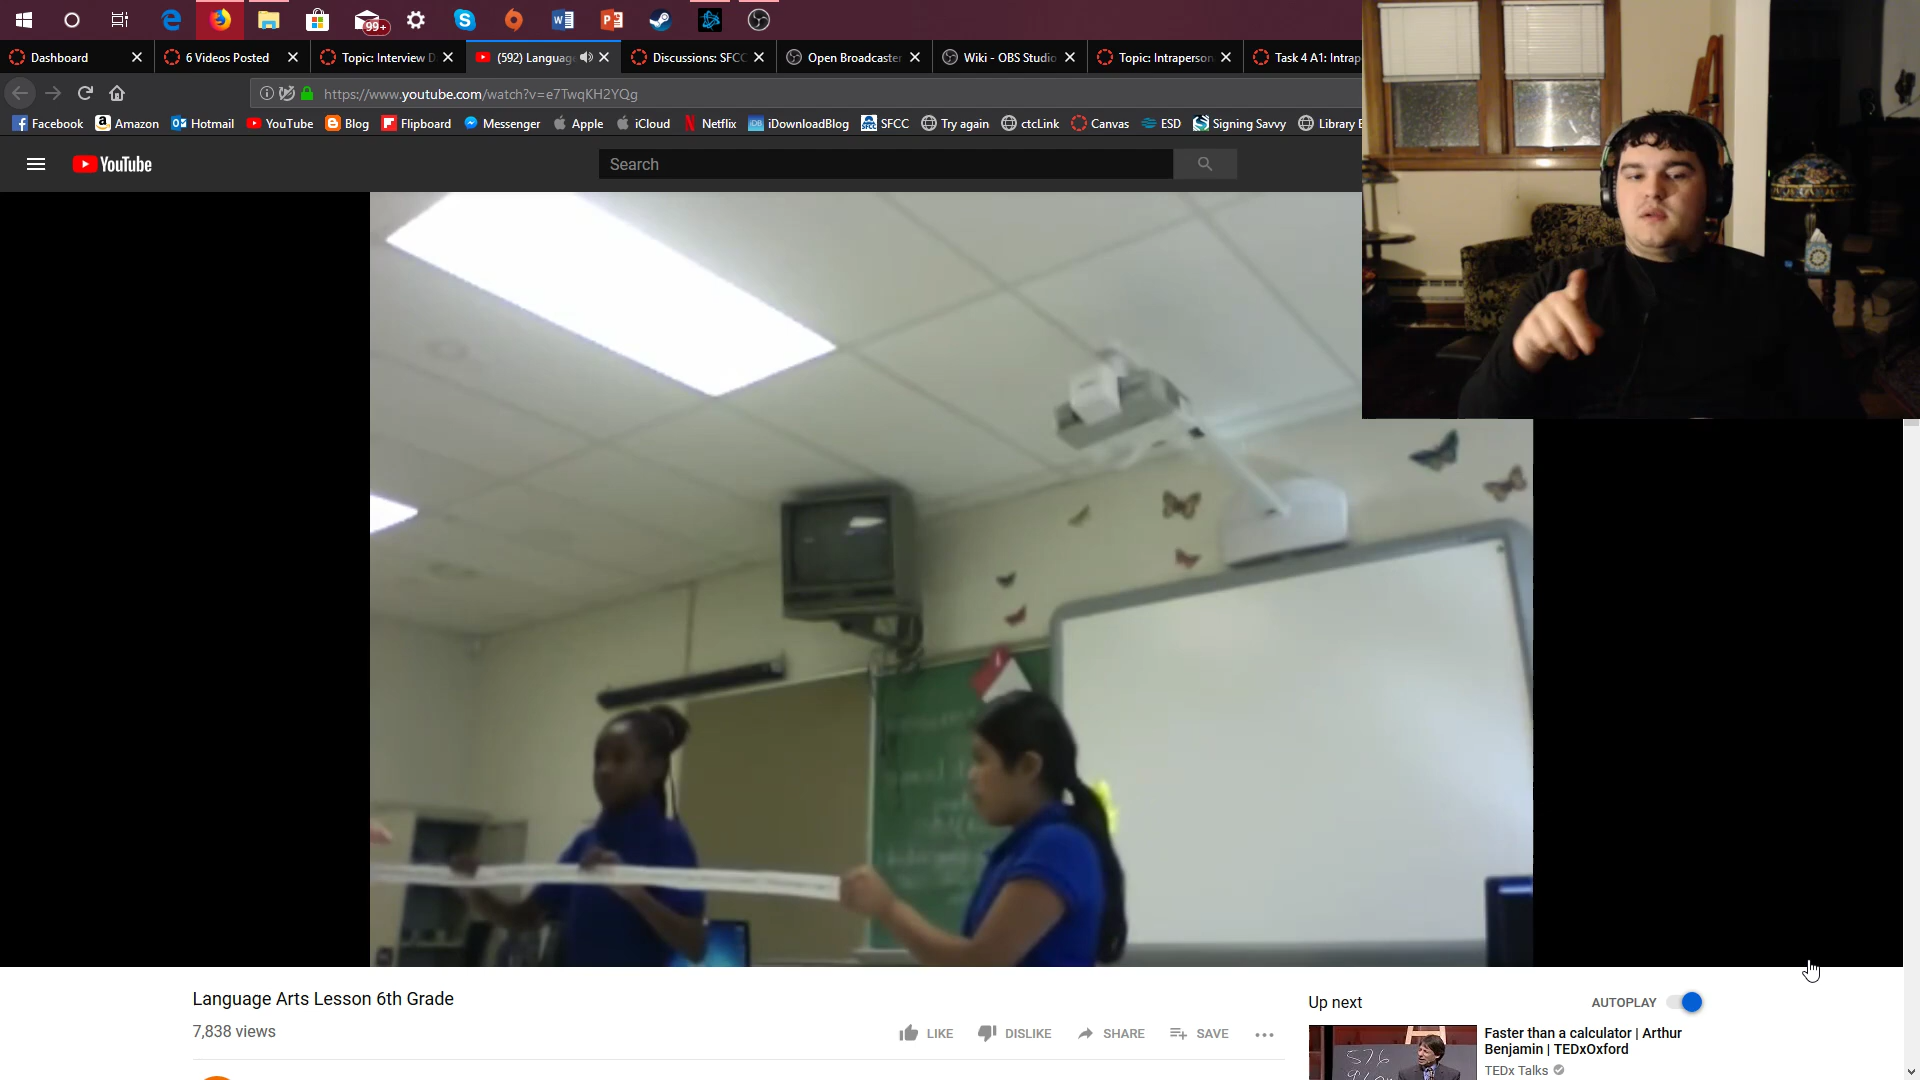 99+
Dashboard
6 Videos Posted
Topic: Interview D
(592) Languag
Discussions: SFCC
Open Broadcaster
Wiki - OBS Studio
Topic: Intraperson
Task 4 A1: Intrap
https://www.youtube.com/watch?v=e7TwqKH2YQg
Facebook
Amazon
Hotmail
YouTube
Blog
Flipboard
Messenger
Apple
iCloud
Netflix
iDownloadBlog
SFCC
Try again
ctcLink
Canvas
ESD
Signing Savvy
Library E
YouTube
Search
Language Arts Lesson 6th Grade
7,838 views
LIKE
DISLIKE
SHARE
SAVE
Up next
AUTOPLAY
576
Faster than a calculator | Arthur
Benjamin | TEDxOxford
TEDx Talks